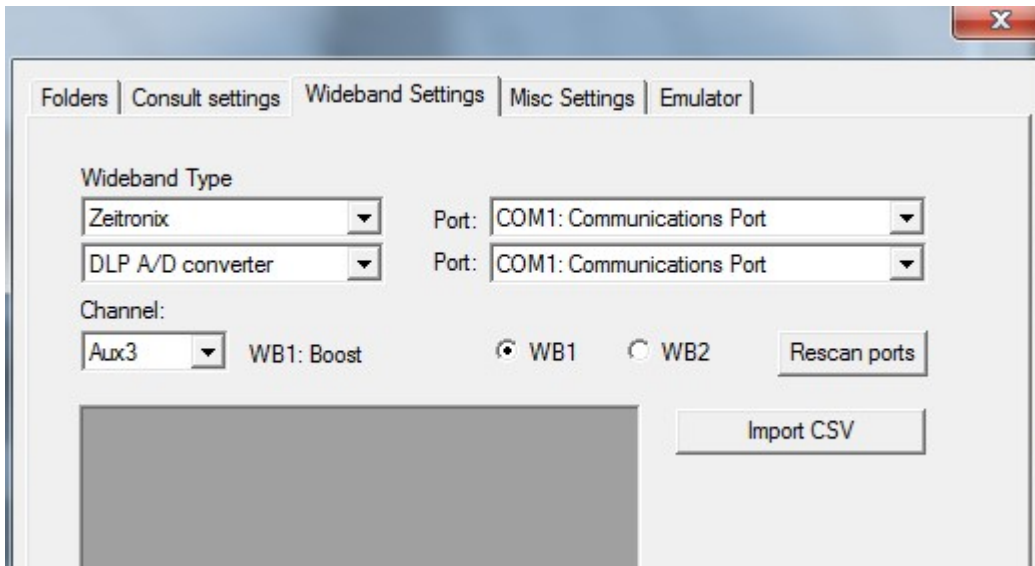 Folders Consult settings Wideband Settings Misc Settings Emulator
Wideband Type
Zeitronix Port: COM1: Communications Port
DLP A/D converter Port: COM1: Communications Port
Channel:
Aux3 WB1: Boost WB1 WB2 Rescan ports
Import CSV